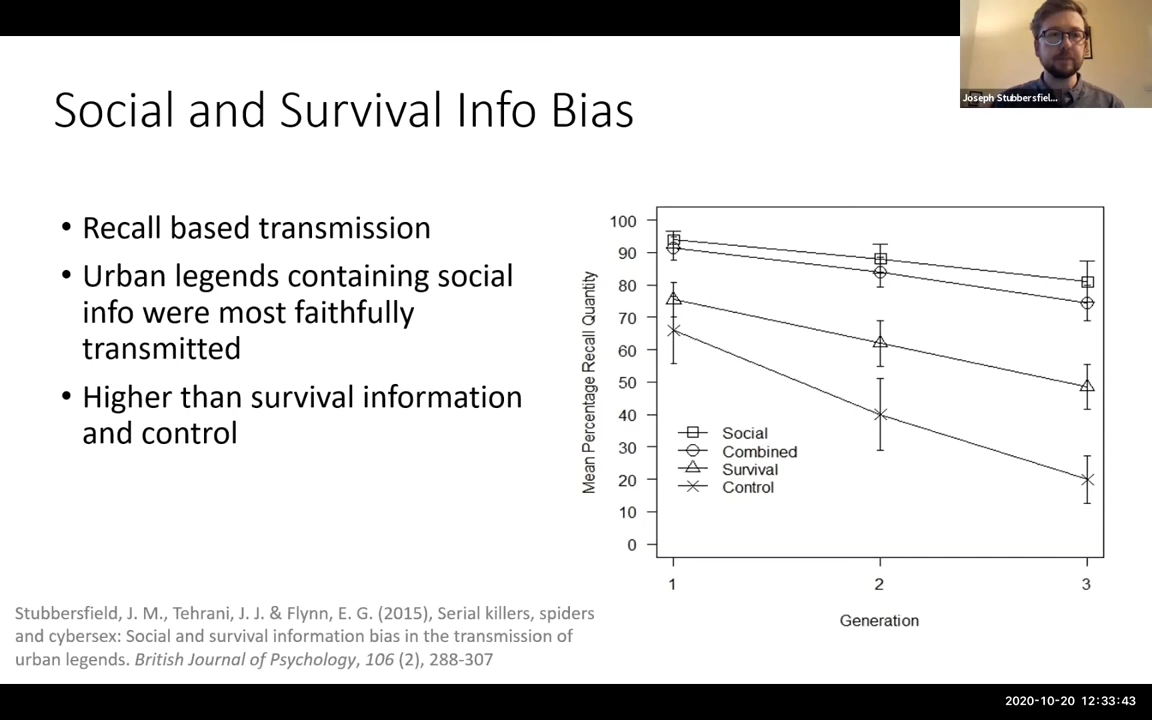 Joseph Stubbersfiel...
Social and Survival Info Bias
• Recall based transmission
• Urban legends containing social
info were most faithfully
transmitted
• Higher than survival information
and control
Mean Percentage Recall Quantity
100
90
80
70
60
50
40
30
20
10
0
Social
Combined
Survival
Control
1 2 3
Generation
Stubbersfield, J. M., Tehrani, J. J. & Flynn, E. G. (2015), Serial killers, spiders
and cybersex: Social and survival information bias in the transmission of
urban legends. British Journal of Psychology, 106 (2), 288-307
2020-10-20 12:33:43